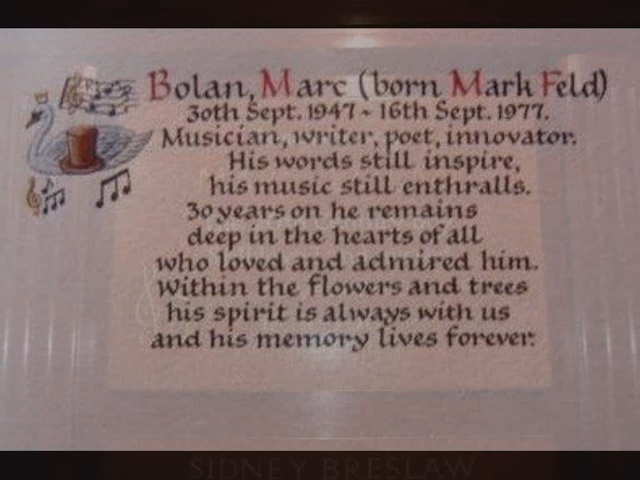 Bolan, Marc (born Mark Feld)
30th Sept. 1947 ~ 16th Sept. 1977.
Musician, writer, poet, innovator.
His words still inspire,
his music still enthralls.
30 years on he remains
deep in the hearts of all
who loved and admired him.
Within the flowers and trees
his spirit is always with us
and his memory lives forever.
SIDNEY BRESLAW